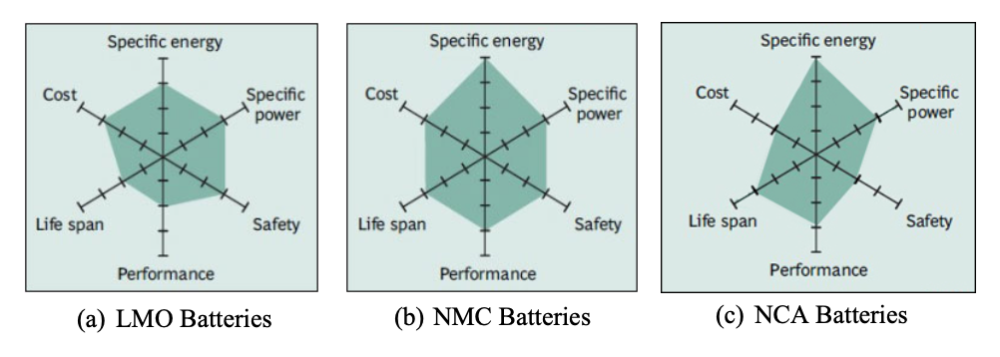 Specific energy
Cost
Specific
power
Life span
Safety
Performance
(a) LMO Batteries
Specific energy
Cost
Specific
power
Life span
Safety
Performance
(b) NMC Batteries
Specific energy
Cost
Specific
power
Life span
Safety
Performance
(c) NCA Batteries